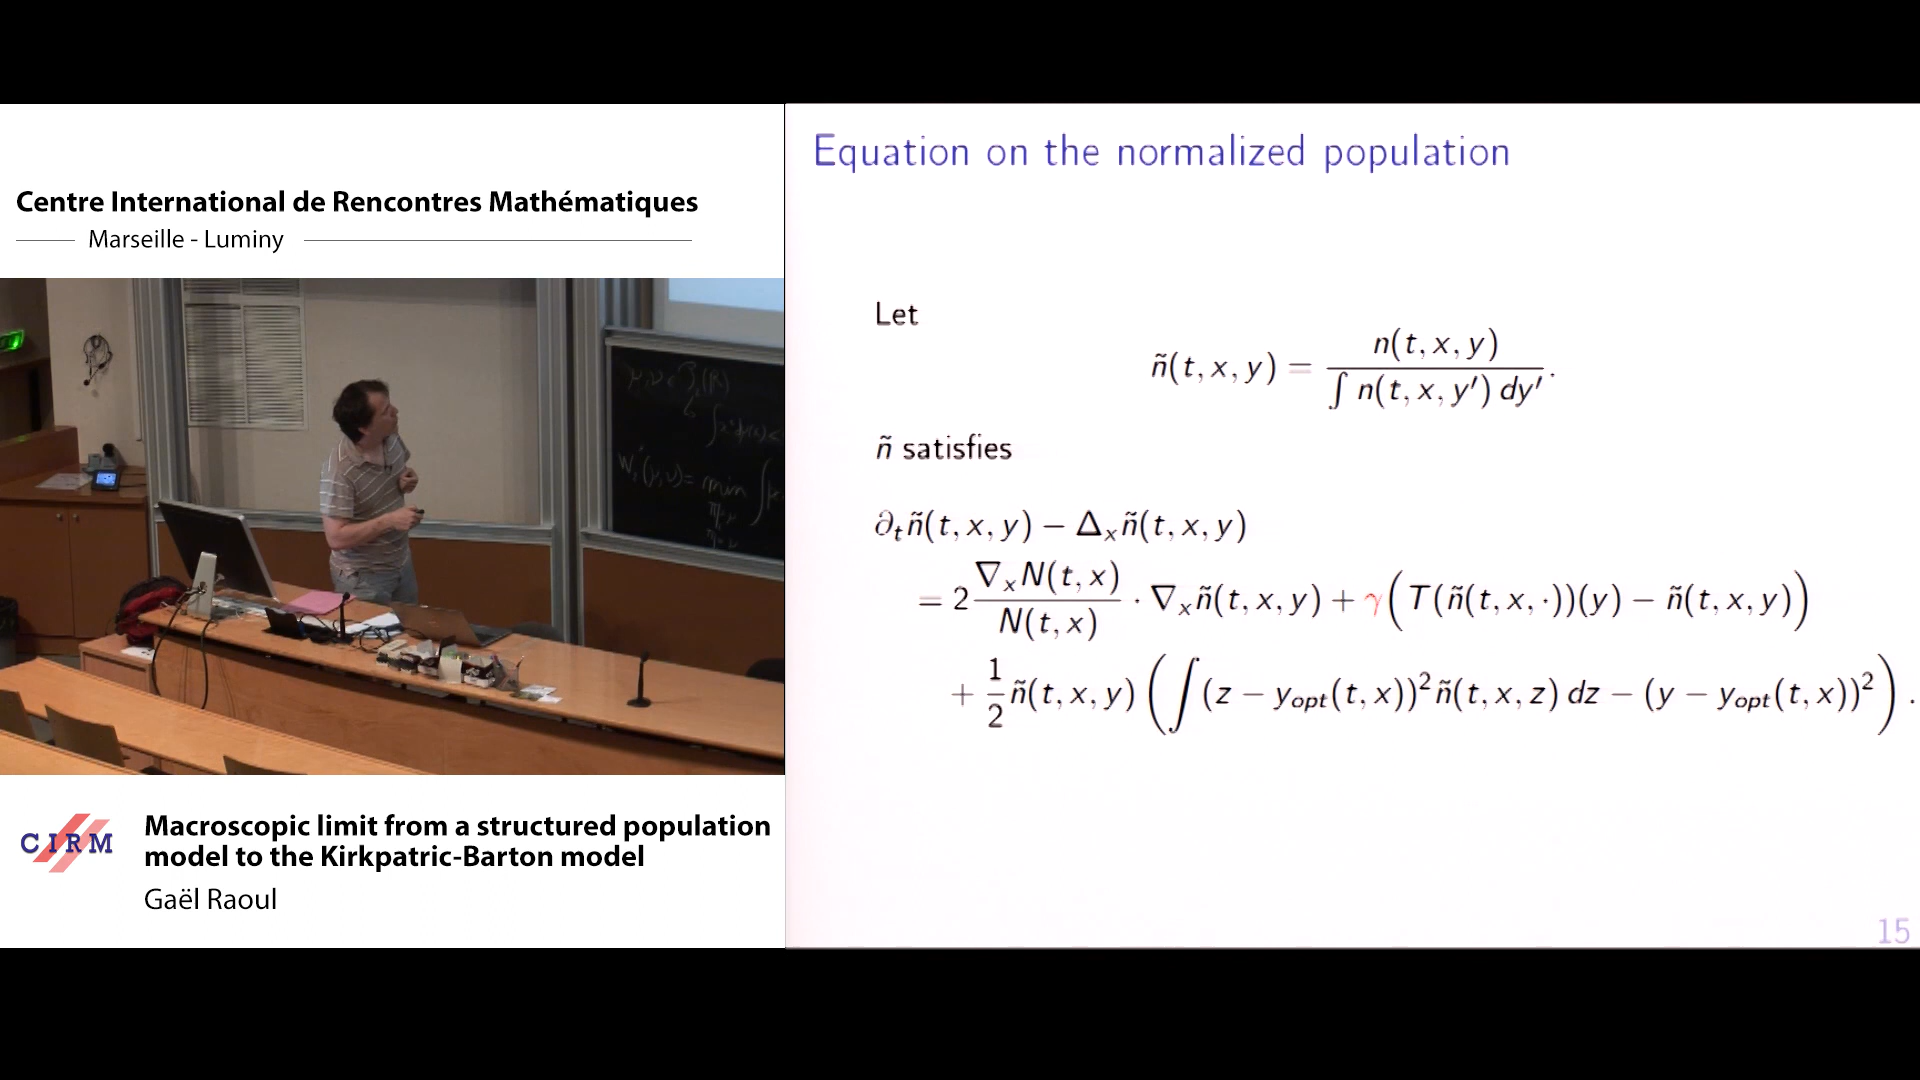 Centre International de Rencontres Mathématiques
Marseille - Luminy
CIRM
Macroscopic limit from a structured population
model to the Kirkpatric-Barton model
Gaël Raoul
Equation on the normalized population
Let
ñ(t, x, y) = n(t, x, y) / ∫ n(t, x, y′) dy′ .
ñ satisfies
∂ₜñ(t, x, y) − Δₓñ(t, x, y)
= 2 ∇ₓN(t, x) / N(t, x) · ∇ₓñ(t, x, y) + γ( T(ñ(t, x, ·))(y) − ñ(t, x, y) )
+ 1/2 ñ(t, x, y) ( ∫ (z − y_opt(t, x))² ñ(t, x, z) dz − (y − y_opt(t, x))² ) .
15